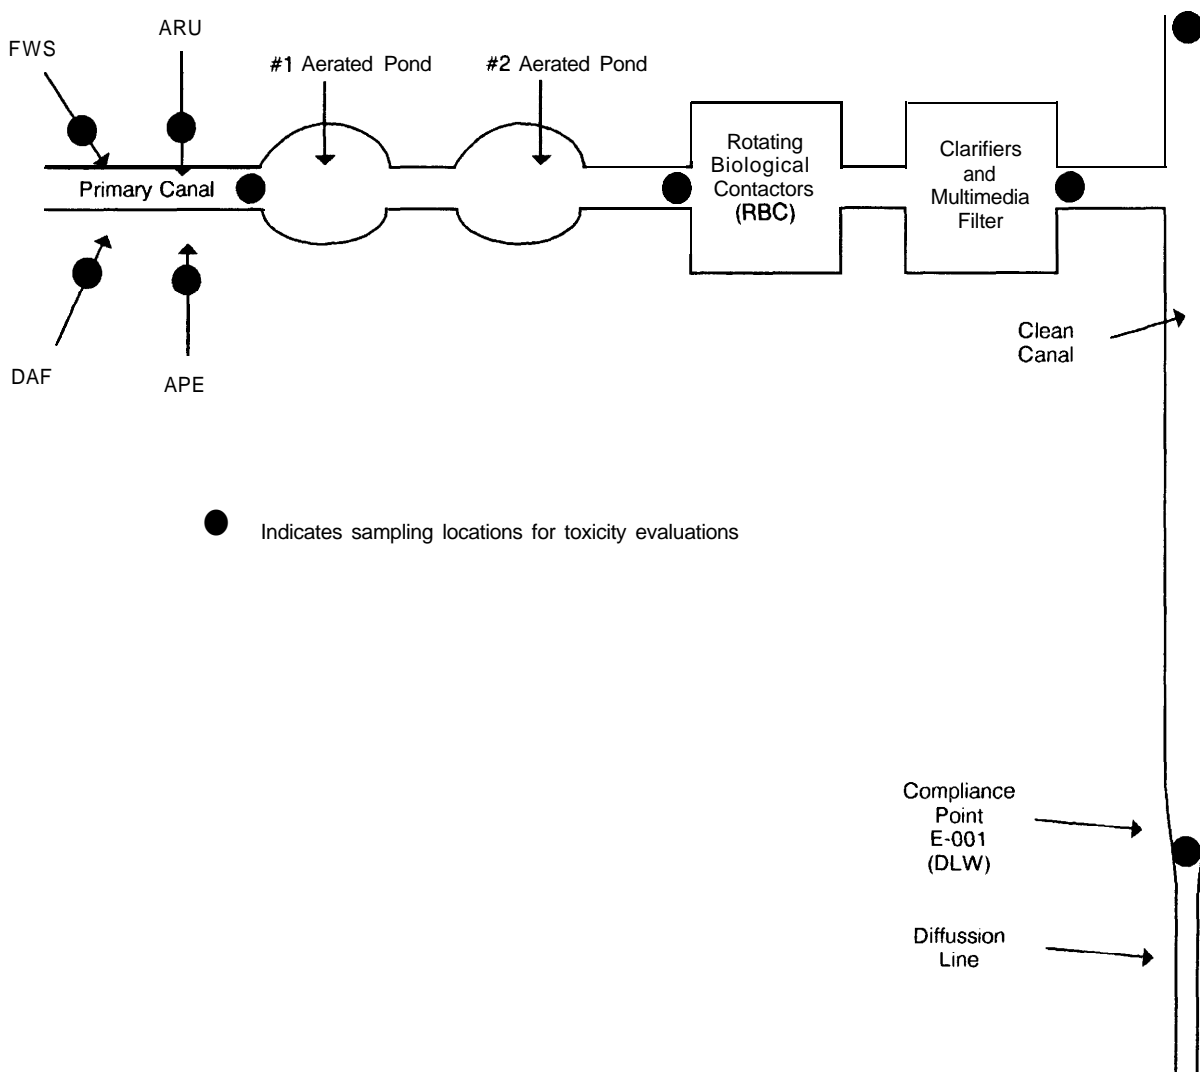 FWS
ARU
#1 Aerated Pond
#2 Aerated Pond
Primary Canal
Rotating
Biological
Contactors
(RBC)
Clarifiers
and
Multimedia
Filter
DAF
APE
Clean
Canal
Indicates sampling locations for toxicity evaluations
Compliance
Point
E-001
(DLW)
Diffussion
Line